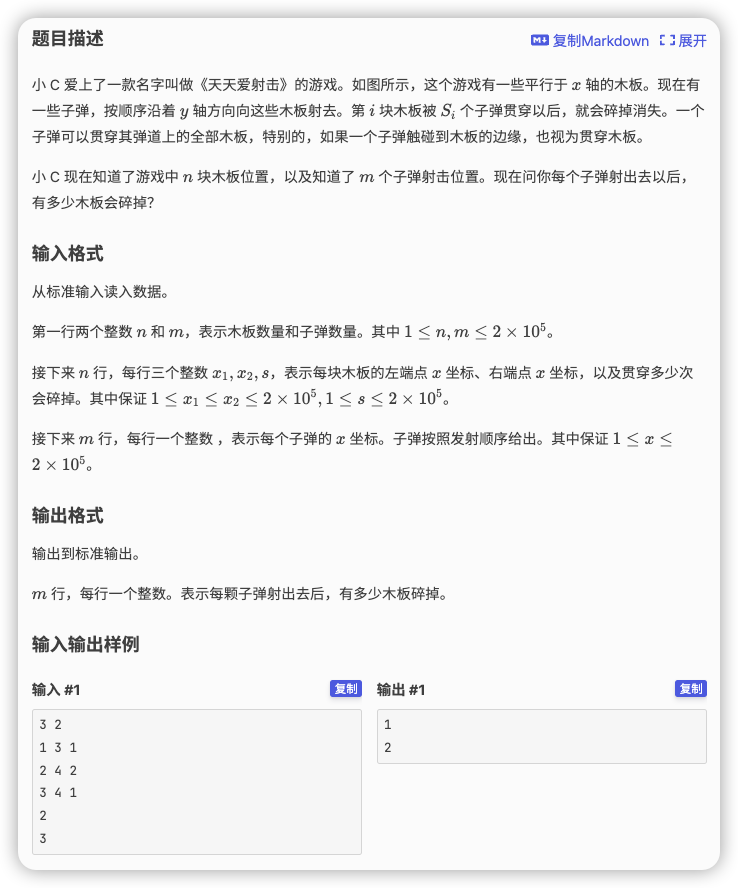 题目描述
复制Markdown 展开
小 C 爱上了一款名字叫做《天天爱射击》的游戏。如图所示，这个游戏有一些平行于 x 轴的木板。现在有
一些子弹，按顺序沿着 y 轴方向向这些木板射去。第 i 块木板被 S_i 个子弹贯穿以后，就会碎掉消失。一个
子弹可以贯穿其弹道上的全部木板，特别的，如果一个子弹触碰到木板的边缘，也视为贯穿木板。
小 C 现在知道了游戏中 n 块木板位置，以及知道了 m 个子弹射击位置。现在问你每个子弹射出去以后，
有多少木板会碎掉？
输入格式
从标准输入读入数据。
第一行两个整数 n 和 m，表示木板数量和子弹数量。其中 1 ≤ n, m ≤ 2 × 10^5。
接下来 n 行，每行三个整数 x_1, x_2, s，表示每块木板的左端点 x 坐标、右端点 x 坐标，以及贯穿多少次
会碎掉。其中保证 1 ≤ x_1 ≤ x_2 ≤ 2 × 10^5, 1 ≤ s ≤ 2 × 10^5。
接下来 m 行，每行一个整数 ，表示每个子弹的 x 坐标。子弹按照发射顺序给出。其中保证 1 ≤ x ≤
2 × 10^5。
输出格式
输出到标准输出。
m 行，每行一个整数。表示每颗子弹射出去后，有多少木板碎掉。
输入输出样例
输入 #1 复制
3 2
1 3 1
2 4 2
3 4 1
2
3
输出 #1 复制
1
2